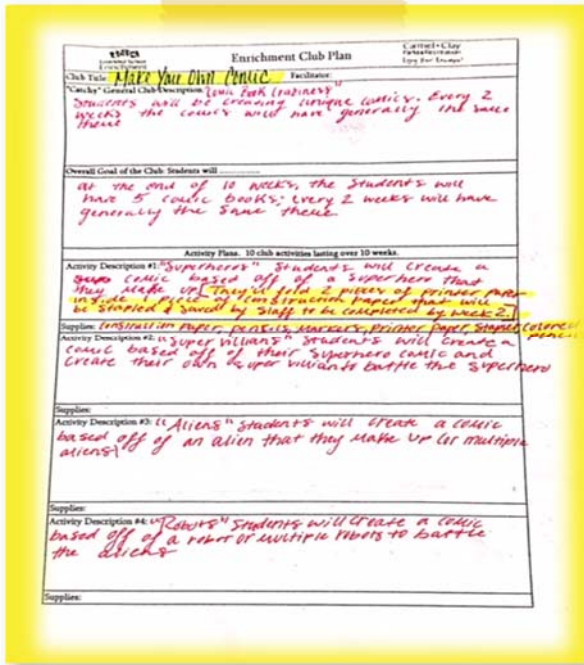 Enrichment Club Plan
Carmel • Clay
Parks & Recreation
Enjoy Our Escape!
Club Title: Make Your Own Comic Facilitator:
"Catchy" General Club Description: "Comic Book Craziness"
Students will be creating unique comics. Every 2
weeks the comics will have generally the same
theme
Overall Goal of the Club: Students will ............
at the end of 10 weeks, the students will
have 5 comic books; every 2 weeks will have
generally the same theme
Activity Plans. 10 club activities lasting over 10 weeks.
Activity Description #1: "Superheros" Students will create a
comic based off of a superhero that
they make up. [They'll fold 2 pieces of printer paper
inside 1 piece of construction paper that will
be stapled & saved by staff to be completed by week 2.]
Supplies: Construction paper, pencils, markers, printer paper, stapler, colored
pencils
Activity Description #2: "Super villians" Students will create a
comic based off of their superhero comic and
create their own super villian to battle the superhero
Supplies:
Activity Description #3: "Aliens" Students will create a comic
based off of an alien that they make up (or multiple
aliens)
Supplies:
Activity Description #4: "Robots" Students will create a comic
based off of a robot or multiple robots to battle
the aliens
Supplies: